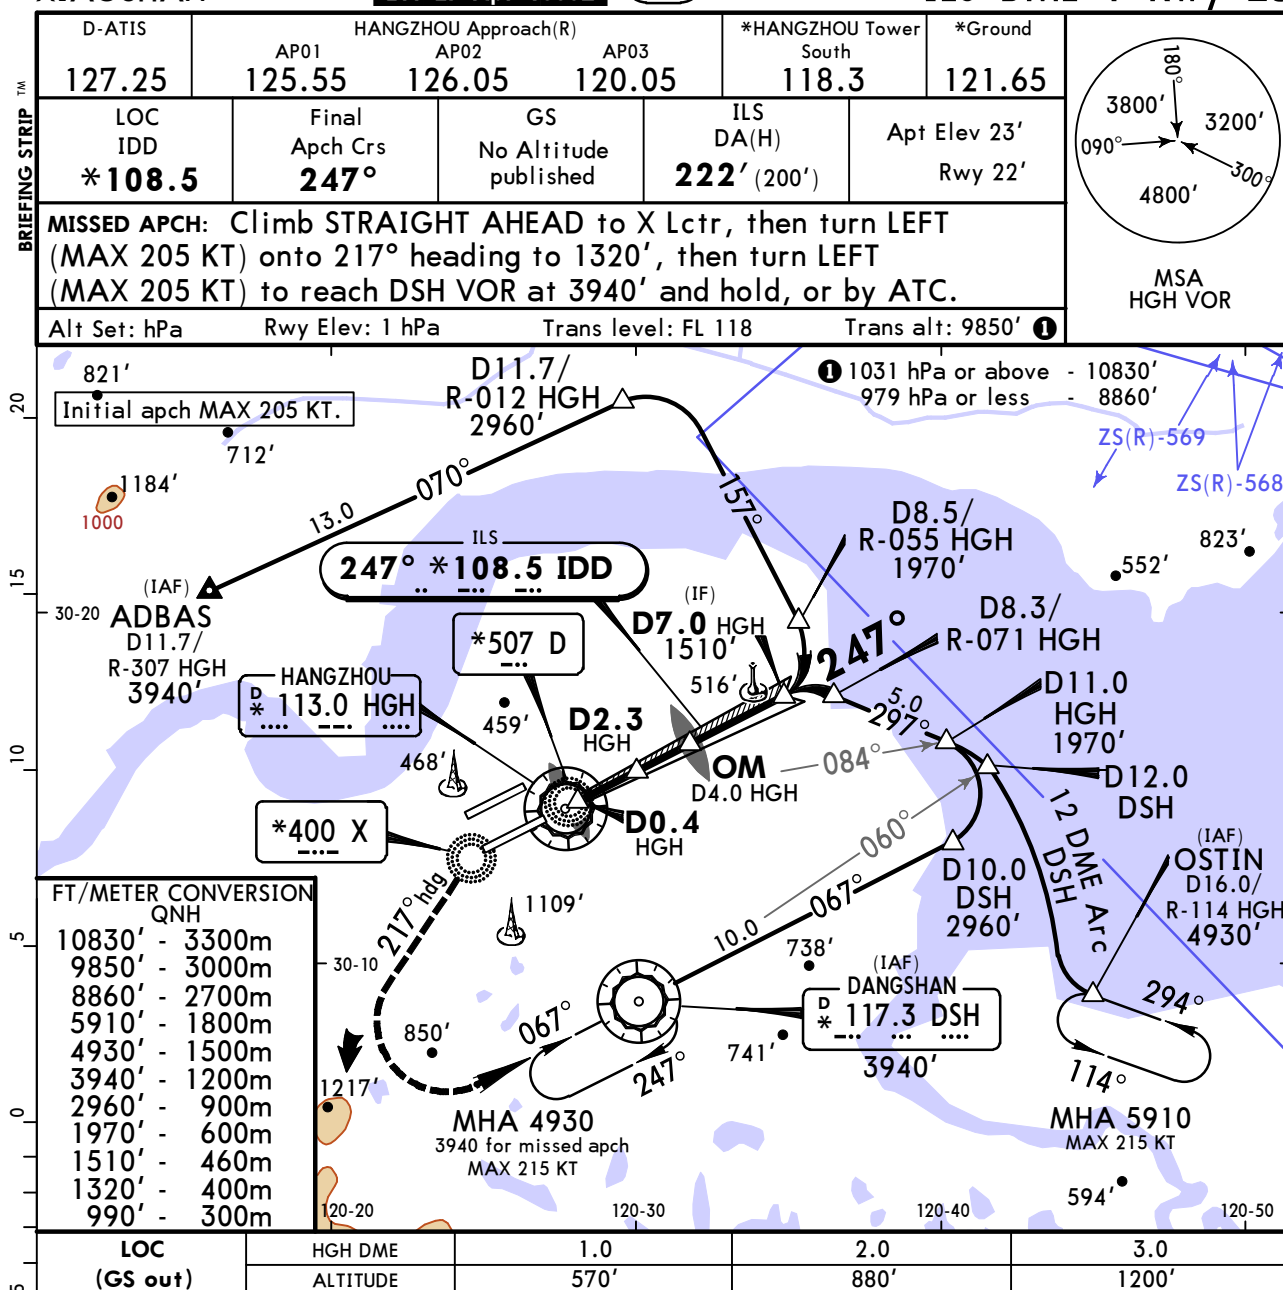 D-ATIS
127.25
HANGZHOU Approach(R)
AP01 AP02 AP03
125.55 126.05 120.05
*HANGZHOU Tower
South
118.3
*Ground
121.65
BRIEFING STRIP TM
LOC
IDD
*108.5
Final
Apch Crs
247°
GS
No Altitude
published
ILS
DA(H)
222' (200')
Apt Elev 23'
Rwy 22'
180°
3800'
3200'
090°
300°
4800'
MSA
HGH VOR
MISSED APCH: Climb STRAIGHT AHEAD to X Lctr, then turn LEFT
(MAX 205 KT) onto 217° heading to 1320', then turn LEFT
(MAX 205 KT) to reach DSH VOR at 3940' and hold, or by ATC.
Alt Set: hPa Rwy Elev: 1 hPa Trans level: FL 118 Trans alt: 9850' 1
1 1031 hPa or above - 10830'
979 hPa or less - 8860'
821'
Initial apch MAX 205 KT.
712'
1184'
1000
D11.7/
R-012 HGH
2960'
ZS(R)-569
ZS(R)-568
070°
13.0
157°
D8.5/
R-055 HGH
1970'
823'
552'
ILS
247° *108.5 IDD
(IAF)
ADBAS
D11.7/
R-307 HGH
3940'
30-20
(IF)
D7.0 HGH
1510'
247°
D8.3/
R-071 HGH
*507 D
HANGZHOU
D
* 113.0 HGH
516'
459'
468'
D2.3
HGH
OM
D4.0 HGH
5.0
297°
D11.0
HGH
1970'
084°
D12.0
DSH
*400 X
D0.4
HGH
060°
12 DME Arc
DSH
(IAF)
OSTIN
D16.0/
R-114 HGH
4930'
D10.0
DSH
2960'
067°
10.0
1109'
217° hdg
738'
30-10
(IAF)
DANGSHAN
D
* 117.3 DSH
3940'
741'
850'
067°
247°
294°
114°
1217'
MHA 4930
3940 for missed apch
MAX 215 KT
MHA 5910
MAX 215 KT
594'
20
15
10
5
0
FT/METER CONVERSION
QNH
10830' - 3300m
9850' - 3000m
8860' - 2700m
5910' - 1800m
4930' - 1500m
3940' - 1200m
2960' - 900m
1970' - 600m
1510' - 460m
1320' - 400m
990' - 300m
120-20 120-30 120-40 120-50
LOC
(GS out)
HGH DME 1.0 2.0 3.0
ALTITUDE 570' 880' 1200'